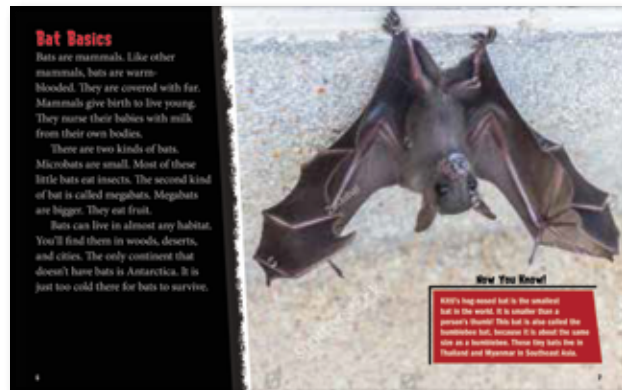 Bat Basics
Bats are mammals. Like other
mammals, bats are warm-
blooded. They are covered with fur.
Mammals give birth to live young.
They nurse their babies with milk
from their own bodies.
There are two kinds of bats.
Microbats are small. Most of these
little bats eat insects. The second kind
of bat is called megabats. Megabats
are bigger. They eat fruit.
Bats can live in almost any habitat.
You'll find them in woods, deserts,
and cities. The only continent that
doesn't have bats is Antarctica. It is
just too cold there for bats to survive.
6
Now You Know!
Kitti's hog-nosed bat is the smallest
bat in the world. It is smaller than a
person's thumb! This bat is also called the
bumblebee bat, because it is about the same
size as a bumblebee. These tiny bats live in
Thailand and Myanmar in Southeast Asia.
7